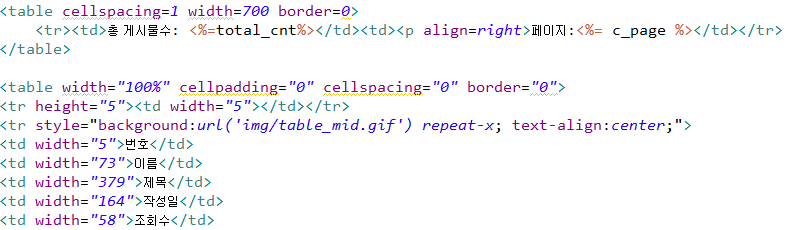 <table cellspacing=1 width=700 border=0>
<tr><td>총 게시물수: <%=total_cnt%></td><td><p align=right>페이지:<%= c_page %></td></tr>
</table>
<table width="100%" cellpadding="0" cellspacing="0" border="0">
<tr height="5"><td width="5"></td></tr>
<tr style="background:url('img/table_mid.gif') repeat-x; text-align:center;">
<td width="5">번호</td>
<td width="73">이름</td>
<td width="379">제목</td>
<td width="164">작성일</td>
<td width="58">조회수</td>